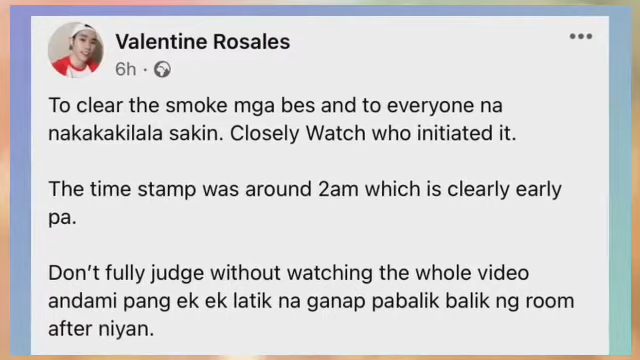 Valentine Rosales
6h ·
To clear the smoke mga bes and to everyone na
nakakakilala sakin. Closely Watch who initiated it.
The time stamp was around 2am which is clearly early
pa.
Don't fully judge without watching the whole video
andami pang ek ek latik na ganap pabalik balik ng room
after niyan.